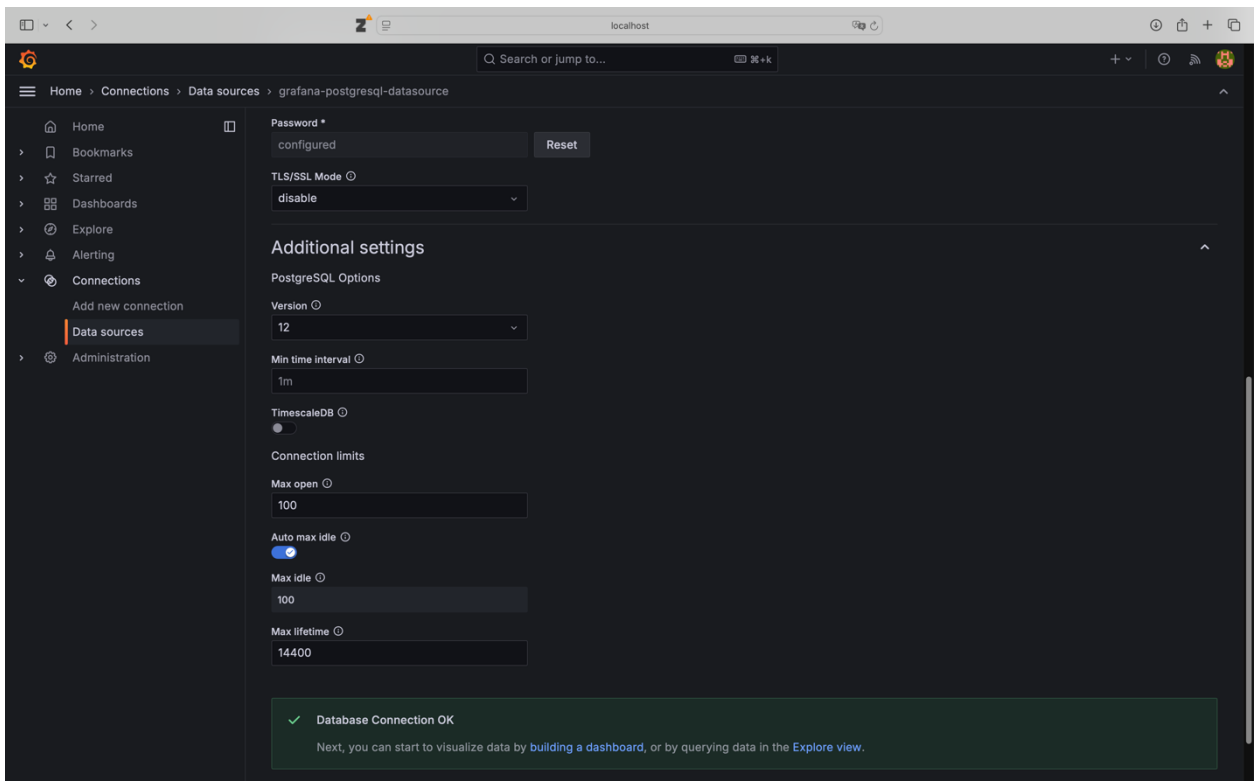 localhost
Search or jump to...
⌘+k
Home › Connections › Data sources › grafana-postgresql-datasource
Home
Bookmarks
Starred
Dashboards
Explore
Alerting
Connections
Add new connection
Data sources
Administration
Password *
configured
Reset
TLS/SSL Mode
disable
Additional settings
PostgreSQL Options
Version
12
Min time interval
1m
TimescaleDB
Connection limits
Max open
100
Auto max idle
Max idle
100
Max lifetime
14400
Database Connection OK
Next, you can start to visualize data by building a dashboard, or by querying data in the Explore view.